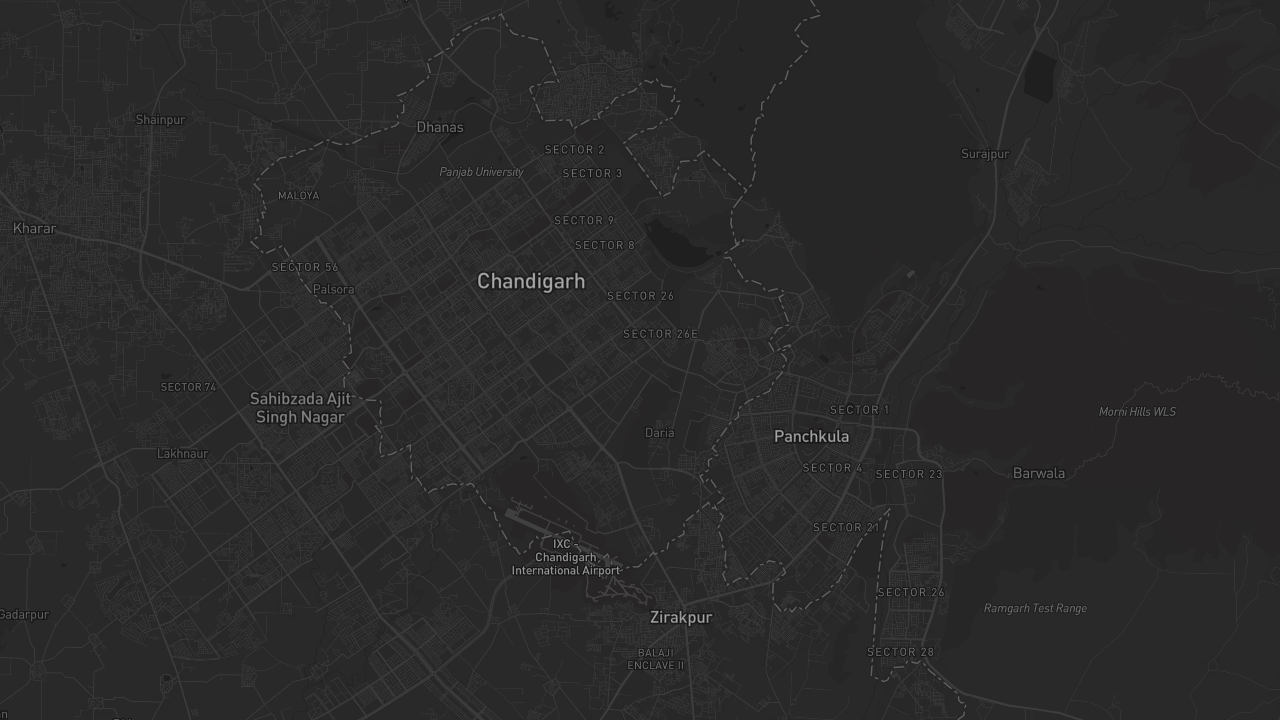 Shainpur
Dhanas
SECTOR 2
Surajpur
Panjab University
SECTOR 3
MALOYA
SECTOR 9
Kharar
SECTOR 8
SECTOR 56
Chandigarh
Palsora
SECTOR 26
SECTOR 26E
SECTOR 74
Sahibzada Ajit
Singh Nagar
SECTOR 1
Morni Hills WLS
Daria
Panchkula
Lakhnaur
SECTOR 4
SECTOR 23
Barwala
SECTOR 21
IXC -
Chandigarh
International Airport
SECTOR 26
Gadarpur
Zirakpur
Ramgarh Test Range
BALAJI
ENCLAVE II
SECTOR 28